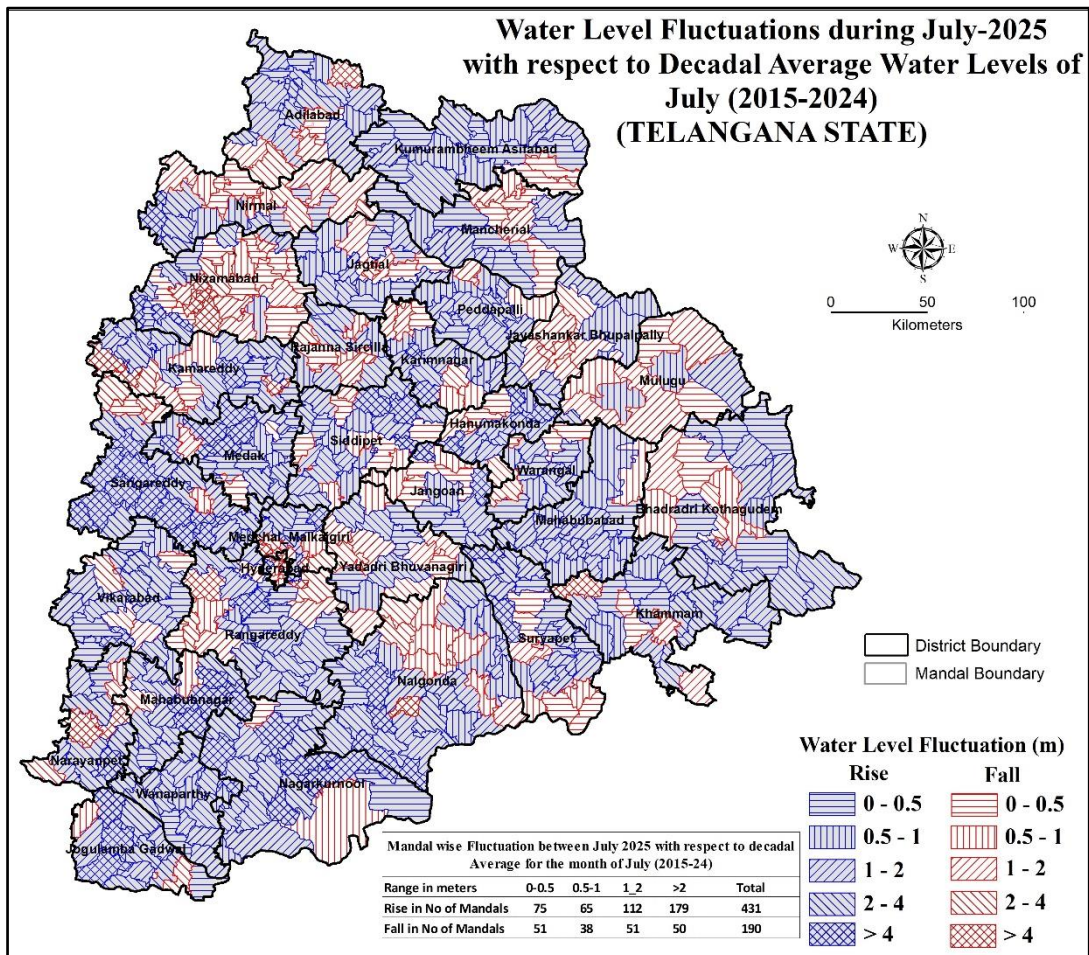 Water Level Fluctuations during July-2025
with respect to Decadal Average Water Levels of
July (2015-2024)
(TELANGANA STATE)
Adilabad
Kumurambheem Asifabad
Nirmal
Mancherial
N
W E
S
Nizamabad
Jagtial
Peddapalli
0 50 100
Kilometers
Rajanna Sircilla
Jayashankar Bhupalpally
Kamareddy
Karimnagar
Mulugu
Hanumakonda
Siddipet
Medak
Warangal
Sangareddy
Jangoan
Mahabubabad
Bhadradri Kothagudem
Medchal_Malkajgiri
Hyderabad
Yadadri Bhuvanagiri
Vikarabad
Khammam
Rangareddy
Suryapet
District Boundary
Mandal Boundary
Nalgonda
Mahabubnagar
Narayanpet
Nagarkurnool
Wanaparthy
Jogulamba Gadwal
Water Level Fluctuation (m)
Rise Fall
0 - 0.5 0 - 0.5
0.5 - 1 0.5 - 1
1 - 2 1 - 2
2 - 4 2 - 4
> 4 > 4
Mandal wise Fluctuation between July 2025 with respect to decadal
Average for the month of July (2015-24)
Range in meters 0-0.5 0.5-1 1_2 >2 Total
Rise in No of Mandals 75 65 112 179 431
Fall in No of Mandals 51 38 51 50 190